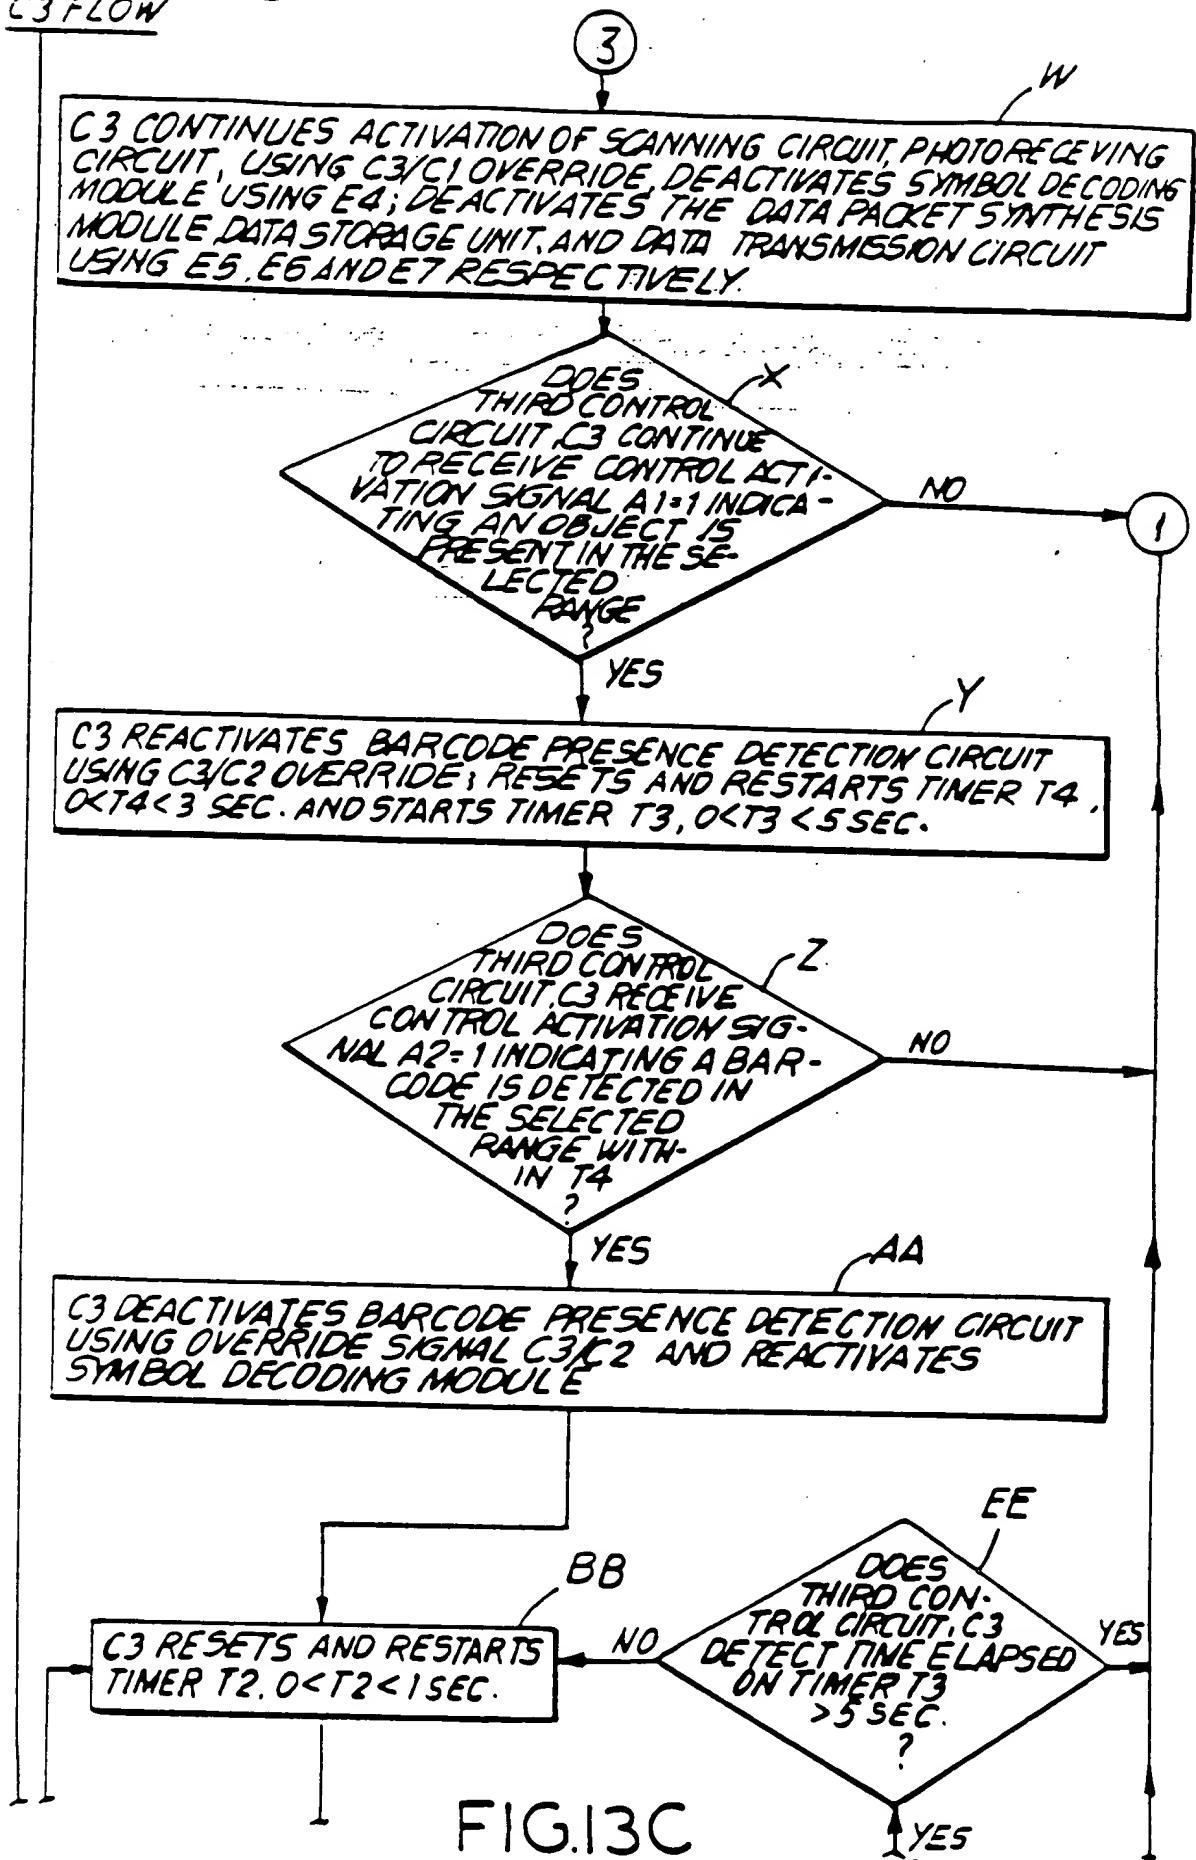 C3 FLOW
3
W
C3 CONTINUES ACTIVATION OF SCANNING CIRCUIT, PHOTORECEVING
CIRCUIT, USING C3/C1 OVERRIDE, DEACTIVATES SYMBOL DECODING
MODULE USING E4; DEACTIVATES THE DATA PACKET SYNTHESIS
MODULE, DATA STORAGE UNIT, AND DATA TRANSMISSION CIRCUIT
USING E5, E6 AND E7 RESPECTIVELY.
X
DOES
THIRD CONTROL
CIRCUIT, C3 CONTINUE
TO RECEIVE CONTROL ACTI-
VATION SIGNAL A1=1 INDICA-
TING AN OBJECT IS
PRESENT IN THE SE-
LECTED
RANGE
?
NO
1
YES
Y
C3 REACTIVATES BARCODE PRESENCE DETECTION CIRCUIT
USING C3/C2 OVERRIDE; RESETS AND RESTARTS TIMER T4,
0<T4<3 SEC. AND STARTS TIMER T3, 0<T3<5 SEC.
Z
DOES
THIRD CONTROL
CIRCUIT, C3 RECEIVE
CONTROL ACTIVATION SIG-
NAL A2=1 INDICATING A BAR-
CODE IS DETECTED IN
THE SELECTED
RANGE WITH-
IN T4
?
NO
YES
AA
C3 DEACTIVATES BARCODE PRESENCE DETECTION CIRCUIT
USING OVERRIDE SIGNAL C3/C2 AND REACTIVATES
SYMBOL DECODING MODULE
BB
C3 RESETS AND RESTARTS
TIMER T2, 0<T2<1 SEC.
NO
EE
DOES
THIRD CON-
TROL CIRCUIT, C3
DETECT TIME ELAPSED
ON TIMER T3
>5 SEC.
?
YES
YES
FIG.13C